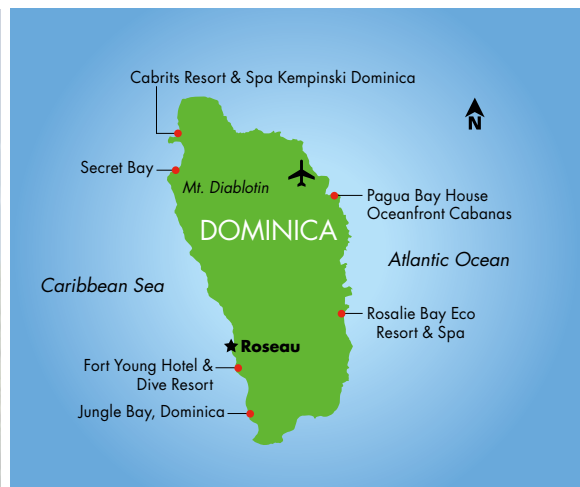 Cabrits Resort & Spa Kempinski Dominica
N
Secret Bay
Mt. Diablotin
Pagua Bay House
Oceanfront Cabanas
DOMINICA
Atlantic Ocean
Caribbean Sea
Rosalie Bay Eco
Resort & Spa
Roseau
Fort Young Hotel &
Dive Resort
Jungle Bay, Dominica